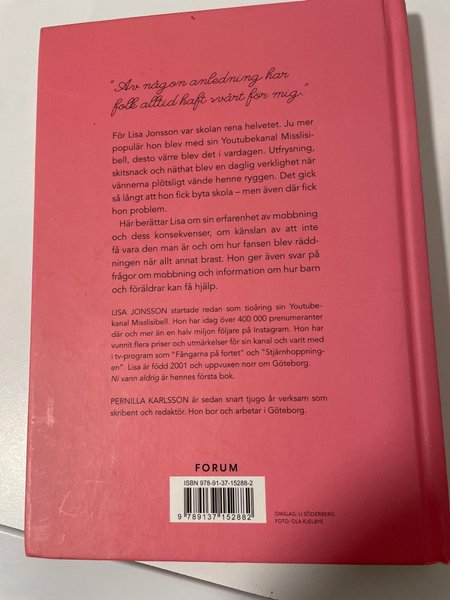 "Av någon anledning har
folk alltid haft svårt för mig."
För Lisa Jonsson var skolan rena helvetet. Ju mer
populär hon blev med sin Youtubekanal Misslisi-
bell, desto värre blev det i vardagen. Utfrysning,
skitsnack och näthat blev en daglig verklighet när
vännerna plötsligt vände henne ryggen. Det gick
så långt att hon fick byta skola – men även där fick
hon problem.
Här berättar Lisa om sin erfarenhet av mobbning
och dess konsekvenser, om känslan av att inte
få vara den man är och om hur fansen blev rädd-
ningen när allt annat brast. Hon ger även svar på
frågor om mobbning och information om hur barn
och föräldrar kan få hjälp.
LISA JONSSON startade redan som tioåring sin Youtube-
kanal Misslisibell. Hon har idag över 400 000 prenumeranter
där och mer än en halv miljon följare på Instagram. Hon har
vunnit flera priser och utmärkelser för sin kanal och varit med
i tv-program som "Fångarna på fortet" och "Stjärnhoppning-
en". Lisa är född 2001 och uppvuxen norr om Göteborg.
Ni vann aldrig är hennes första bok.
PERNILLA KARLSSON är sedan snart tjugo år verksam som
skribent och redaktör. Hon bor och arbetar i Göteborg.
FORUM
ISBN 978-91-37-15288-2
9 789137 152882
OMSLAG: LI SÖDERBERG
FOTO: OLA KJELBYE